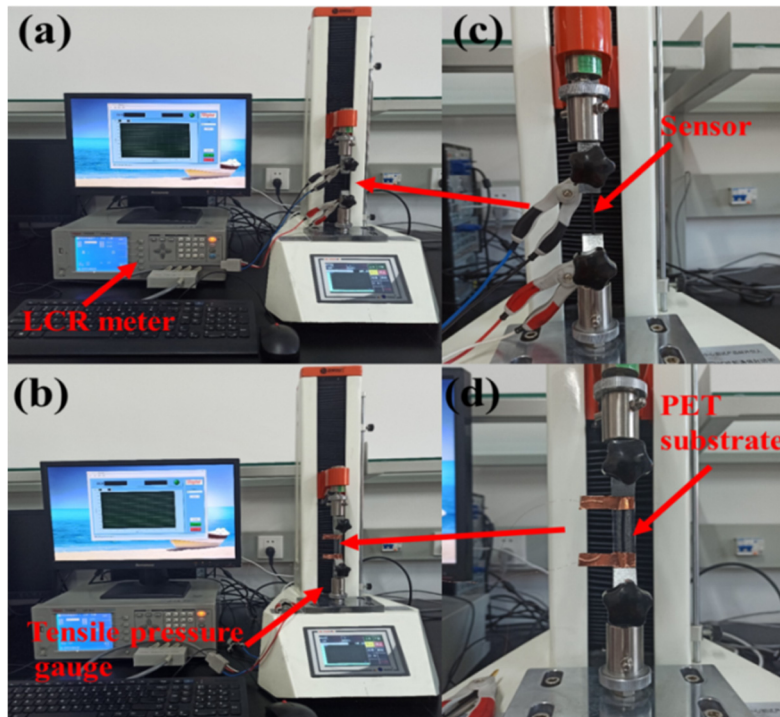 (a)
LCR meter
(c)
Sensor
(b)
Tensile pressure
gauge
(d)
PET
substrate